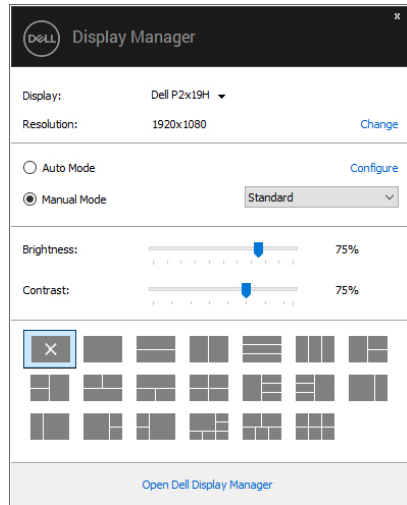 x
DELL Display Manager
Display: Dell P2x19H
Resolution: 1920x1080 Change
Auto Mode Configure
Manual Mode Standard
Brightness: 75%
Contrast: 75%
Open Dell Display Manager